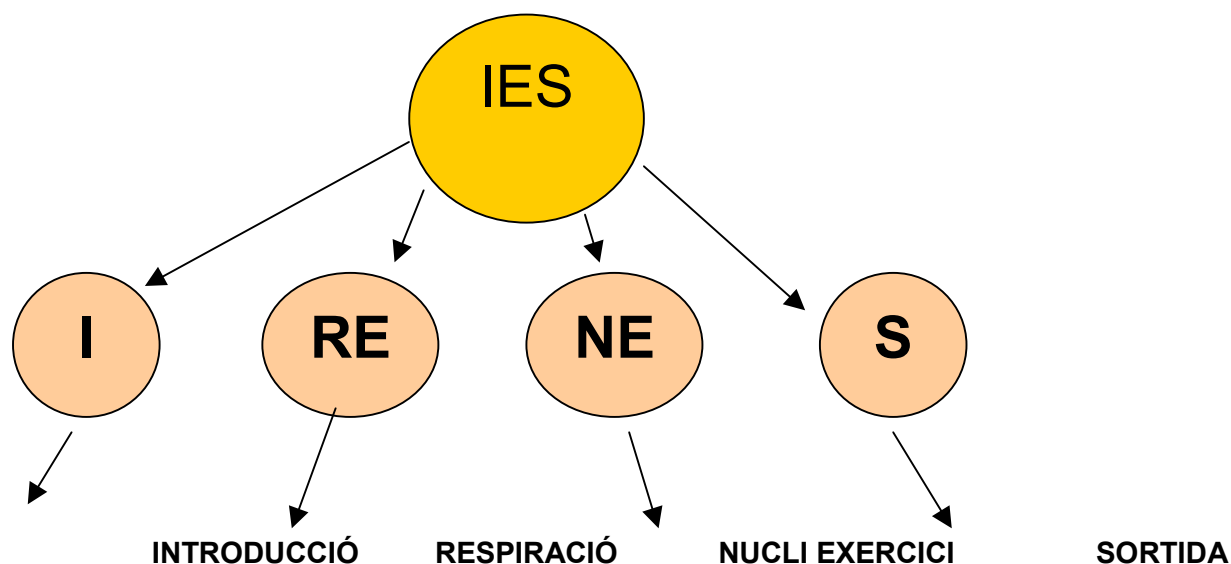 IES
I RE NE S
INTRODUCCIÓ RESPIRACIÓ NUCLI EXERCICI SORTIDA